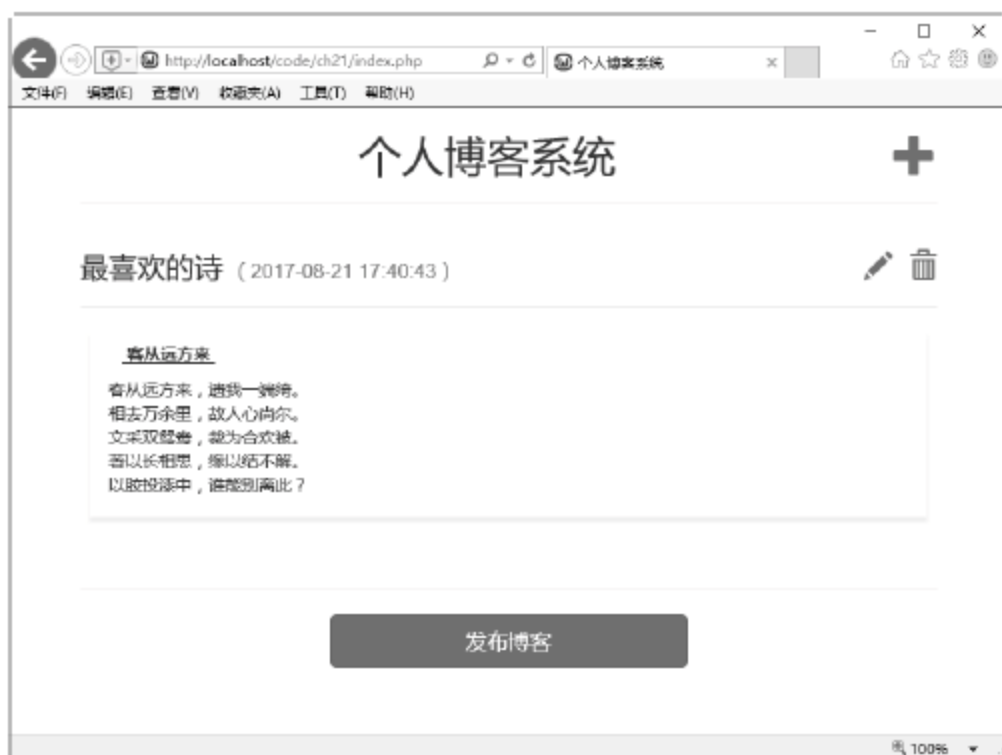 http://localhost/code/ch21/index.php
个人博客系统
文件(F) 编辑(E) 查看(V) 收藏夹(A) 工具(T) 帮助(H)
个人博客系统
最喜欢的诗 ( 2017-08-21 17:40:43 )
客从远方来
客从远方来，遗我一端绮。
相去万余里，故人心尚尔。
文采双鸳鸯，裁为合欢被。
著以长相思，缘以结不解。
以胶投漆中，谁能别离此？
发布博客
100%